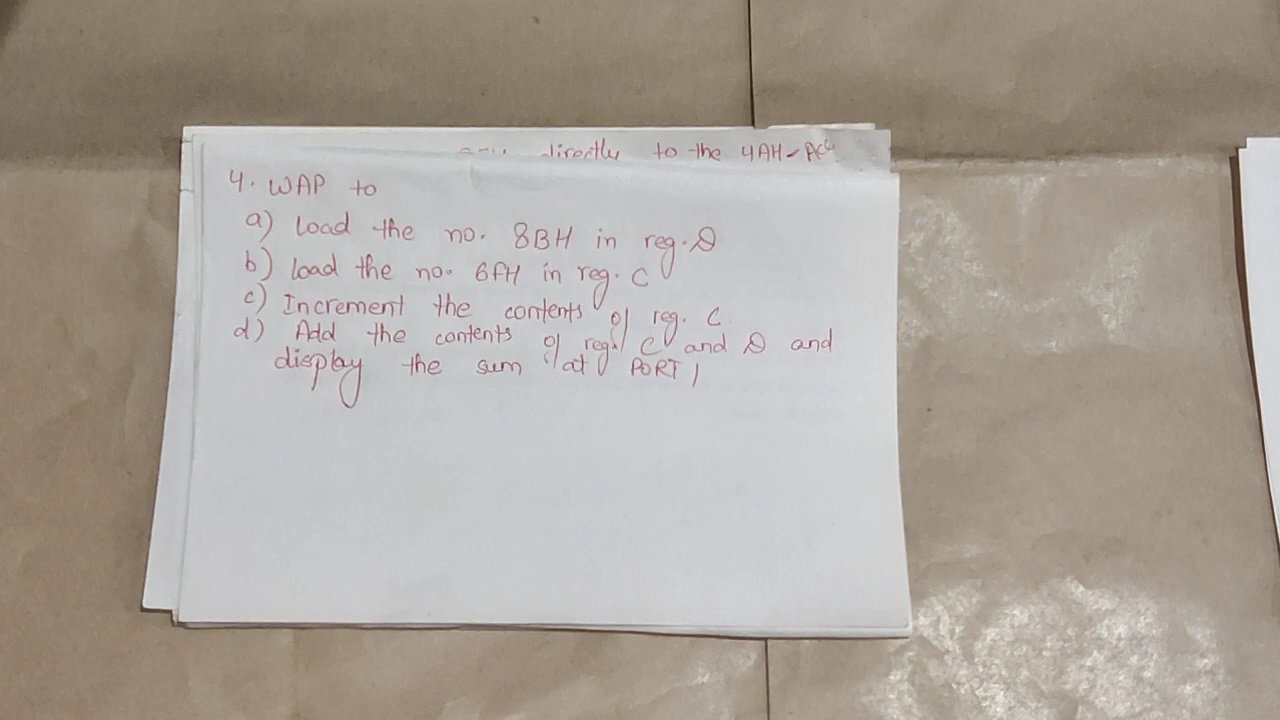 directly to the 4AH - Acc
4. WAP to
a) Load the no. 8BH in reg. D
b) Load the no. 6FH in reg. C
c) Increment the contents of reg. C.
d) Add the contents of reg. C and D and
display the sum at PORT 1